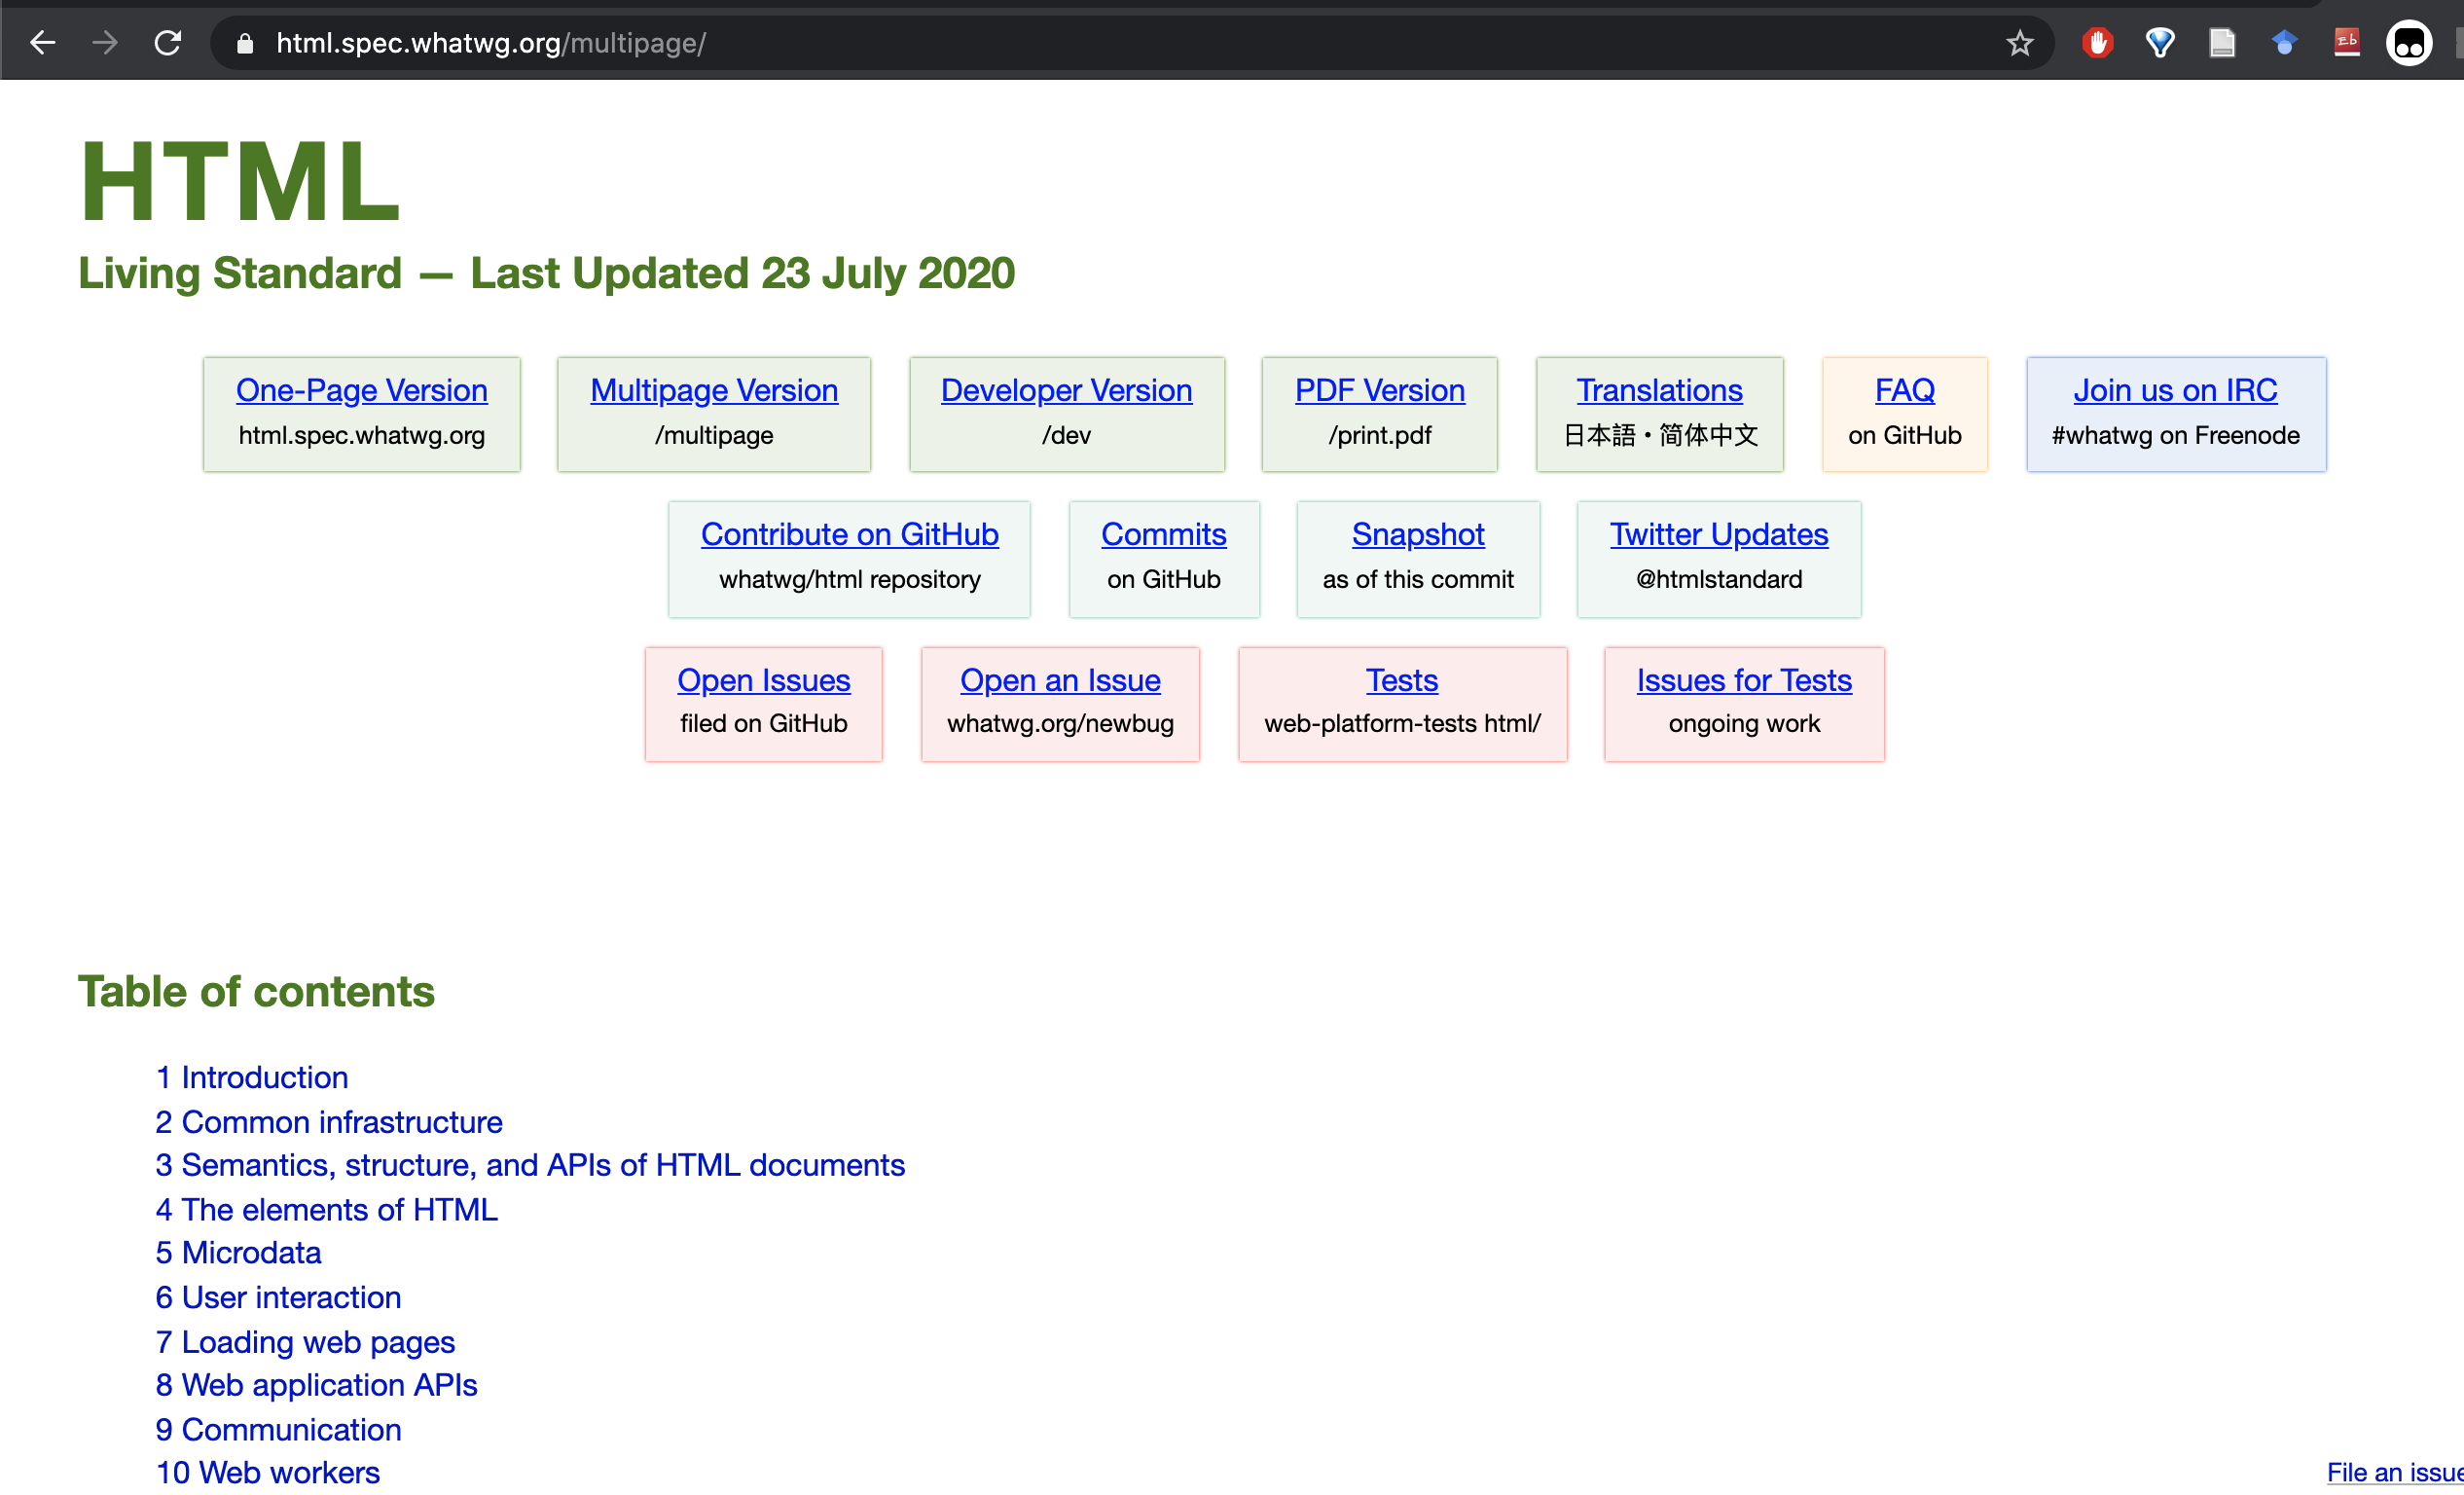 html.spec.whatwg.org/multipage/
HTML
Living Standard — Last Updated 23 July 2020
One-Page Version
html.spec.whatwg.org
Multipage Version
/multipage
Developer Version
/dev
PDF Version
/print.pdf
Translations
日本語 • 简体中文
FAQ
on GitHub
Join us on IRC
#whatwg on Freenode
Contribute on GitHub
whatwg/html repository
Commits
on GitHub
Snapshot
as of this commit
Twitter Updates
@htmlstandard
Open Issues
filed on GitHub
Open an Issue
whatwg.org/newbug
Tests
web-platform-tests html/
Issues for Tests
ongoing work
Table of contents
1 Introduction
2 Common infrastructure
3 Semantics, structure, and APIs of HTML documents
4 The elements of HTML
5 Microdata
6 User interaction
7 Loading web pages
8 Web application APIs
9 Communication
10 Web workers
File an issue